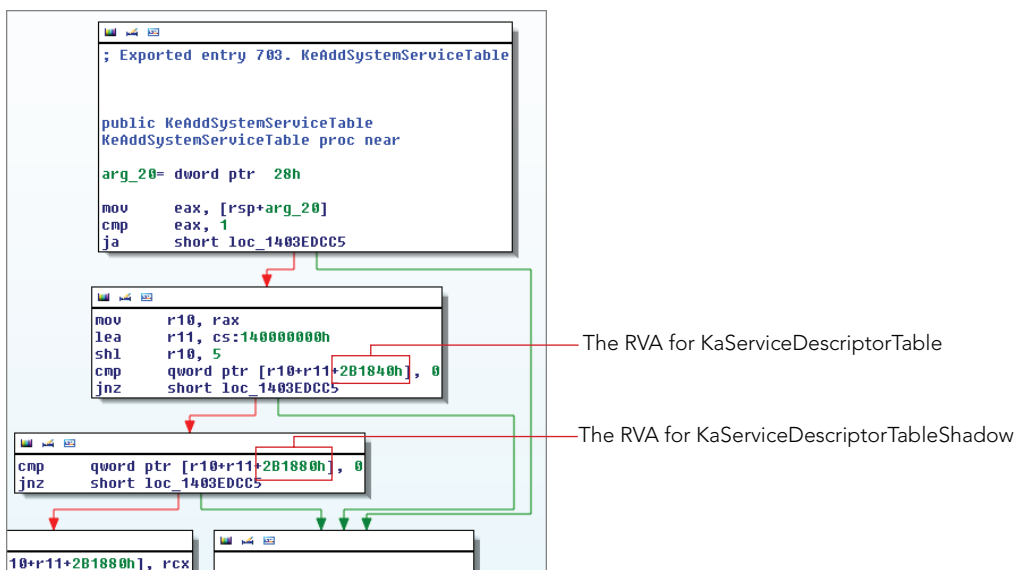 ; Exported entry 703. KeAddSystemServiceTable
public KeAddSystemServiceTable
KeAddSystemServiceTable proc near
arg_20= dword ptr 28h
mov eax, [rsp+arg_20]
cmp eax, 1
ja short loc_1403EDCC5
mov r10, rax
lea r11, cs:140000000h
shl r10, 5
cmp qword ptr [r10+r11+2B1840h], 0
jnz short loc_1403EDCC5
The RVA for KaServiceDescriptorTable
cmp qword ptr [r10+r11+2B1880h], 0
jnz short loc_1403EDCC5
The RVA for KaServiceDescriptorTableShadow
10+r11+2B1880h], rcx